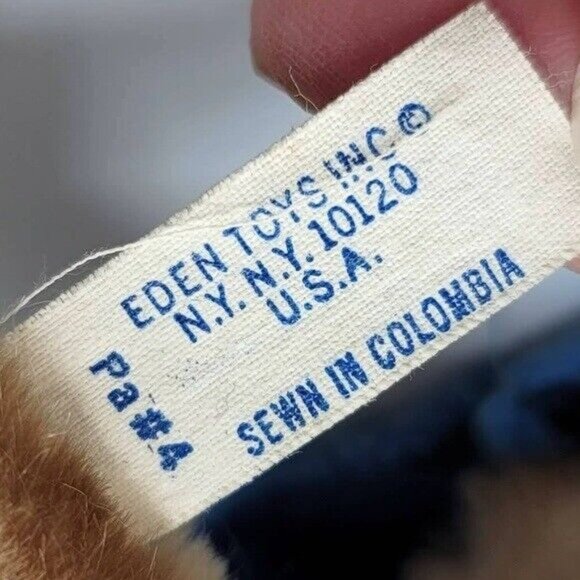 EDEN TOYS INC ©
N.Y. N.Y. 10120
U.S.A.
SEWN IN COLOMBIA
Pa#4